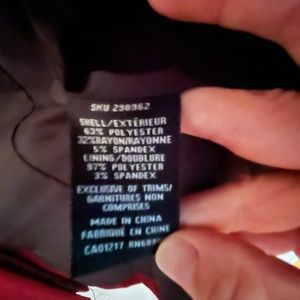 SKU 298962
SHELL/EXTÉRIEUR
63% POLYESTER
32%RAYON/RAYONNE
5% SPANDEX
LINING/DOUBLURE
97% POLYESTER
3% SPANDEX
EXCLUSIVE OF TRIMS/
GARNITURES NON
COMPRISES
MADE IN CHINA
FABRIQUÉ EN CHINE
CA01217